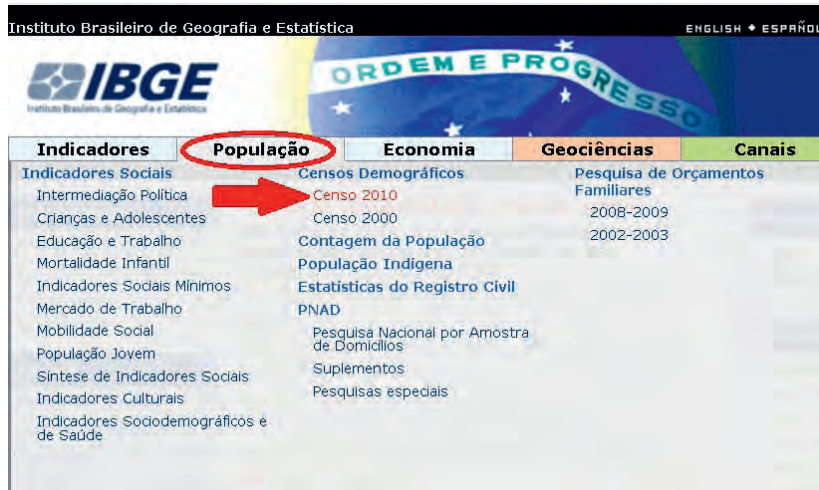 Instituto Brasileiro de Geografia e Estatística
ENGLISH ♦ ESPAÑOL
IBGE
Instituto Brasileiro de Geografia e Estatística
ORDEM E PROGRESSO
Indicadores População Economia Geociências Canais
Indicadores Sociais
Intermediação Política
Crianças e Adolescentes
Educação e Trabalho
Mortalidade Infantil
Indicadores Sociais Mínimos
Mercado de Trabalho
Mobilidade Social
População Jovem
Síntese de Indicadores Sociais
Indicadores Culturais
Indicadores Sociodemográficos e
de Saúde
Censos Demográficos
Censo 2010
Censo 2000
Contagem da População
População Indígena
Estatísticas do Registro Civil
PNAD
Pesquisa Nacional por Amostra
de Domicílios
Suplementos
Pesquisas especiais
Pesquisa de Orçamentos
Familiares
2008-2009
2002-2003